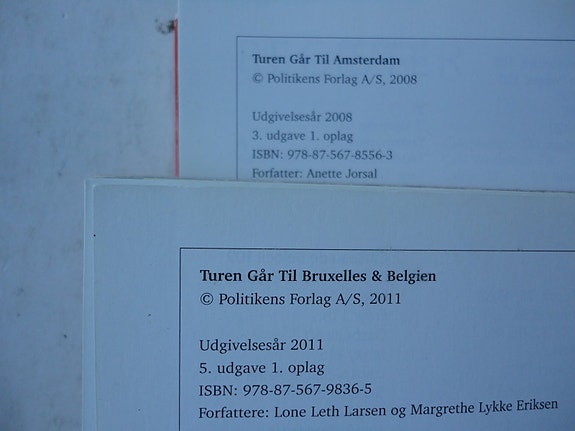 Turen Går Til Amsterdam
© Politikens Forlag A/S, 2008
Udgivelsesår 2008
3. udgave 1. oplag
ISBN: 978-87-567-8556-3
Forfatter: Anette Jorsal
Turen Går Til Bruxelles & Belgien
© Politikens Forlag A/S, 2011
Udgivelsesår 2011
5. udgave 1. oplag
ISBN: 978-87-567-9836-5
Forfattere: Lone Leth Larsen og Margrethe Lykke Eriksen